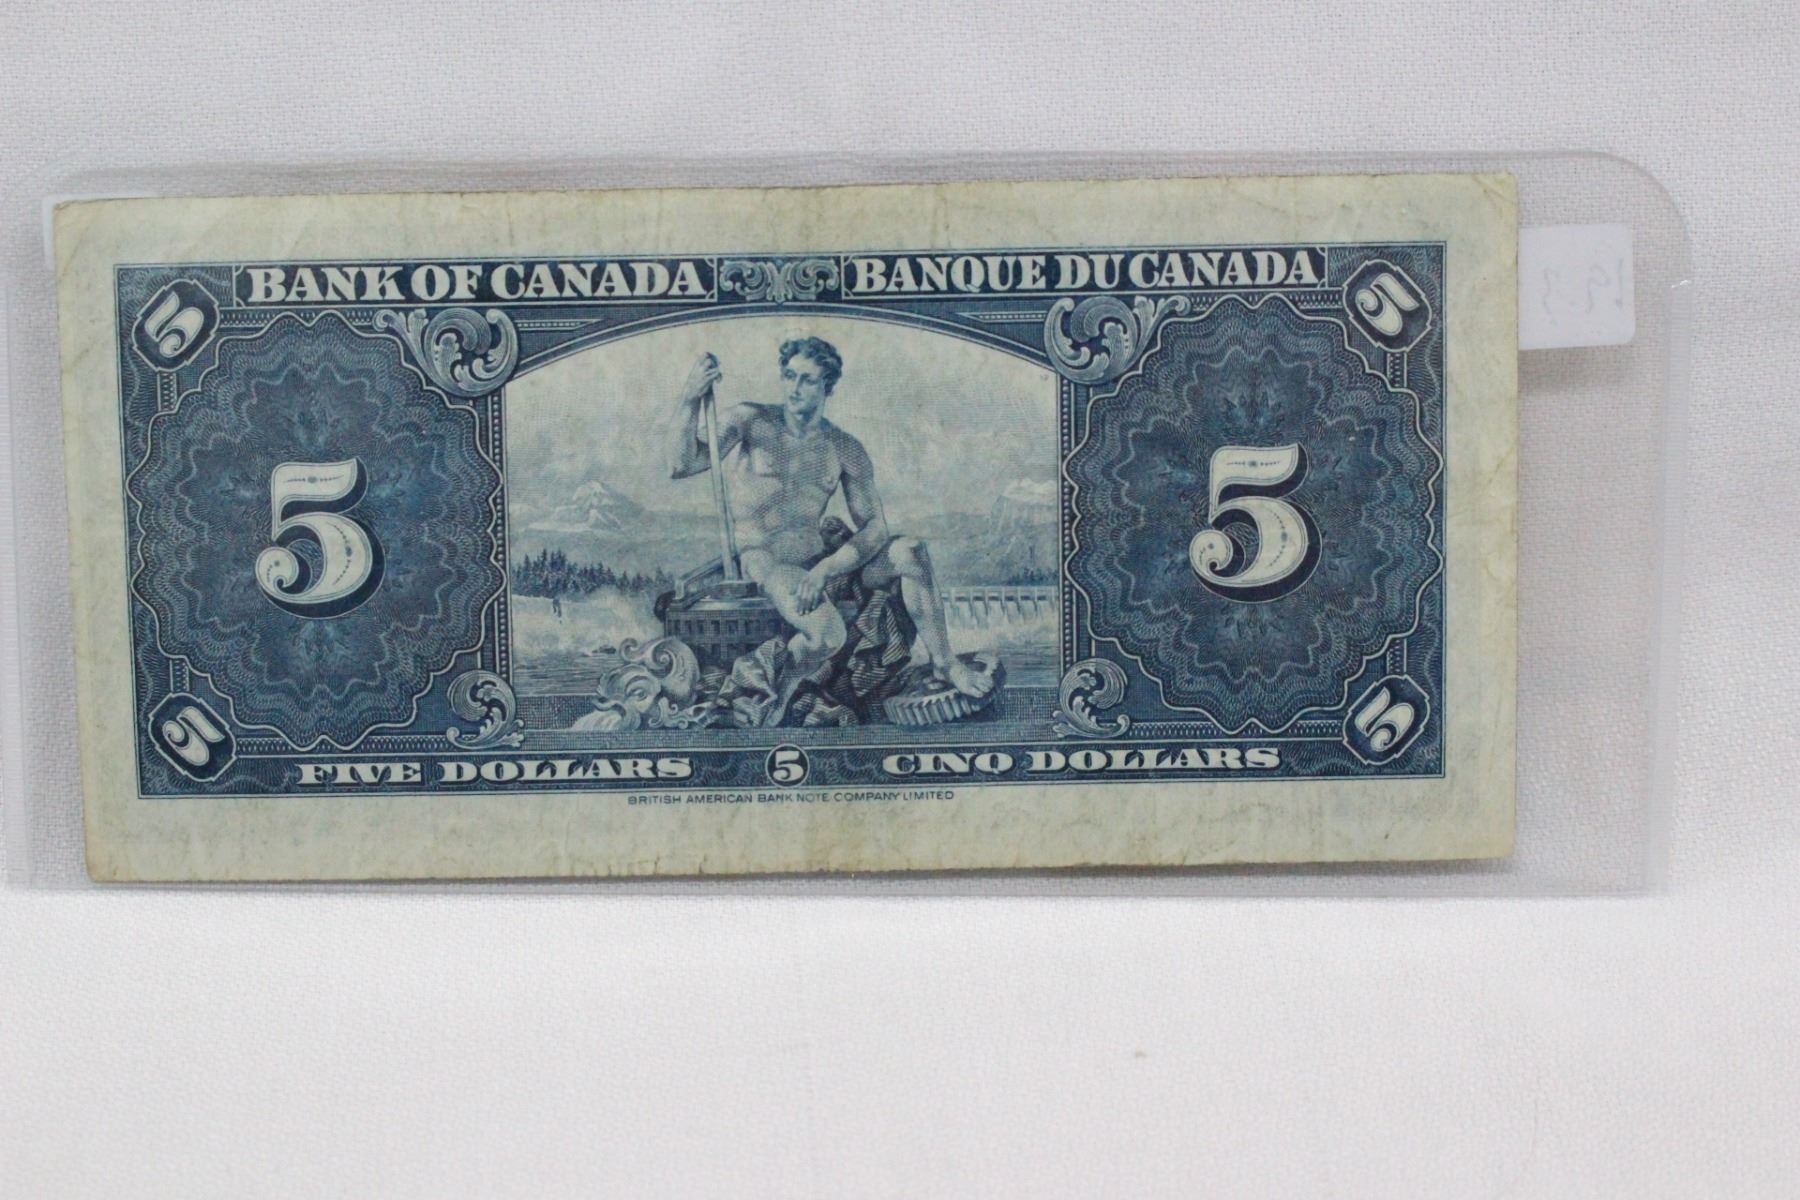 BANK OF CANADA BANQUE DU CANADA
5 5
5 5
5 5
FIVE DOLLARS 5 CINQ DOLLARS
BRITISH AMERICAN BANK NOTE COMPANY LIMITED